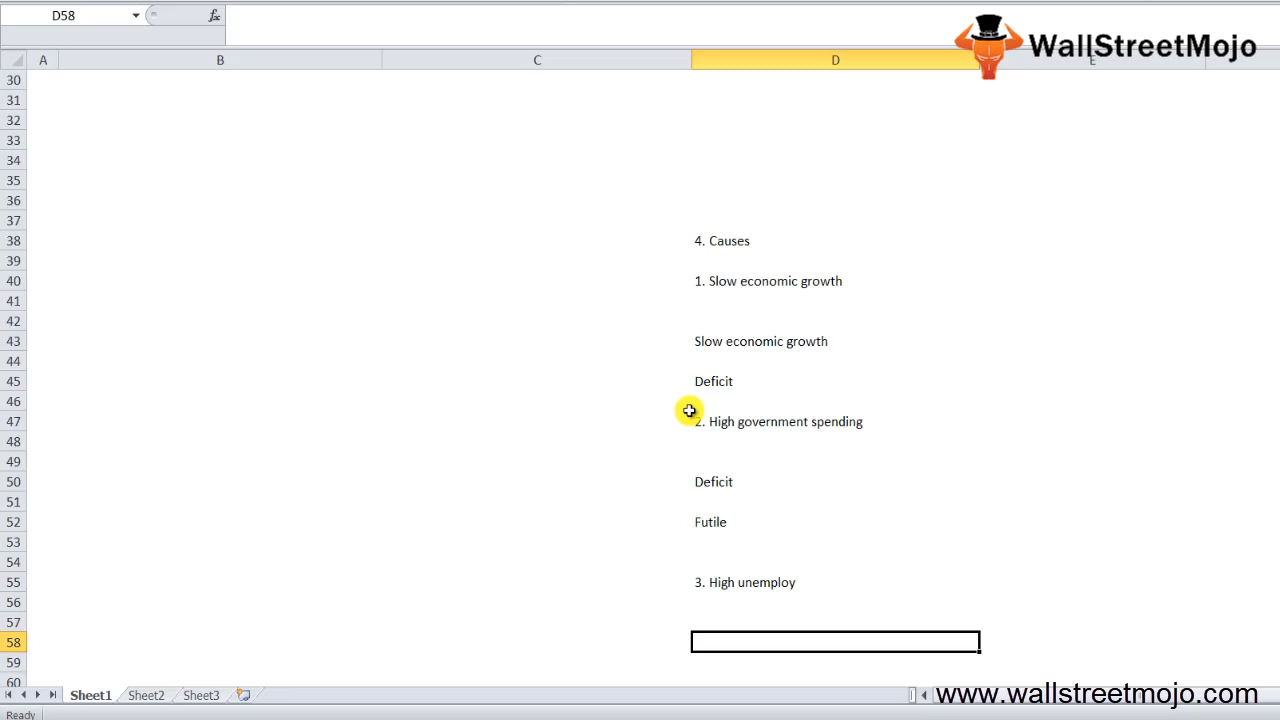 D58
fx
WallStreetMojo
A B C D E
30
31
32
33
34
35
36
37
38 4. Causes
39
40 1. Slow economic growth
41
42
43 Slow economic growth
44
45 Deficit
46
47 2. High government spending
48
49
50 Deficit
51
52 Futile
53
54
55 3. High unemploy
56
57
58
59
60
Sheet1 Sheet2 Sheet3
www.wallstreetmojo.com
Ready